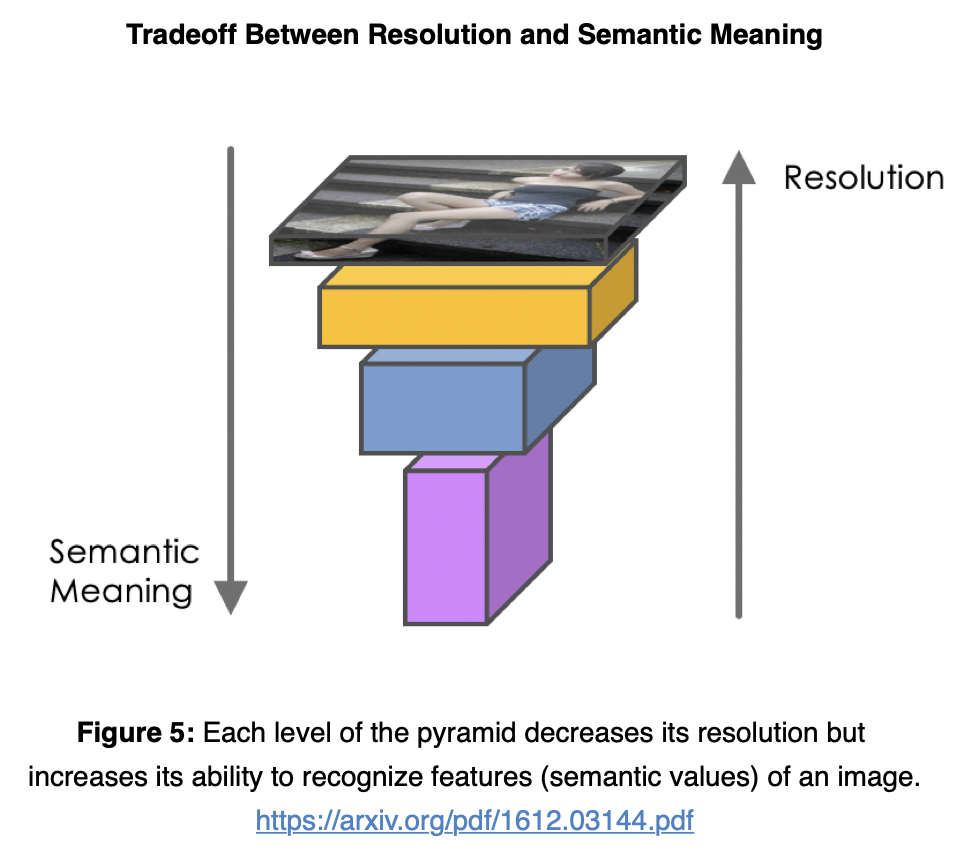 Tradeoff Between Resolution and Semantic Meaning
Resolution
Semantic
Meaning
Figure 5: Each level of the pyramid decreases its resolution but
increases its ability to recognize features (semantic values) of an image.
https://arxiv.org/pdf/1612.03144.pdf